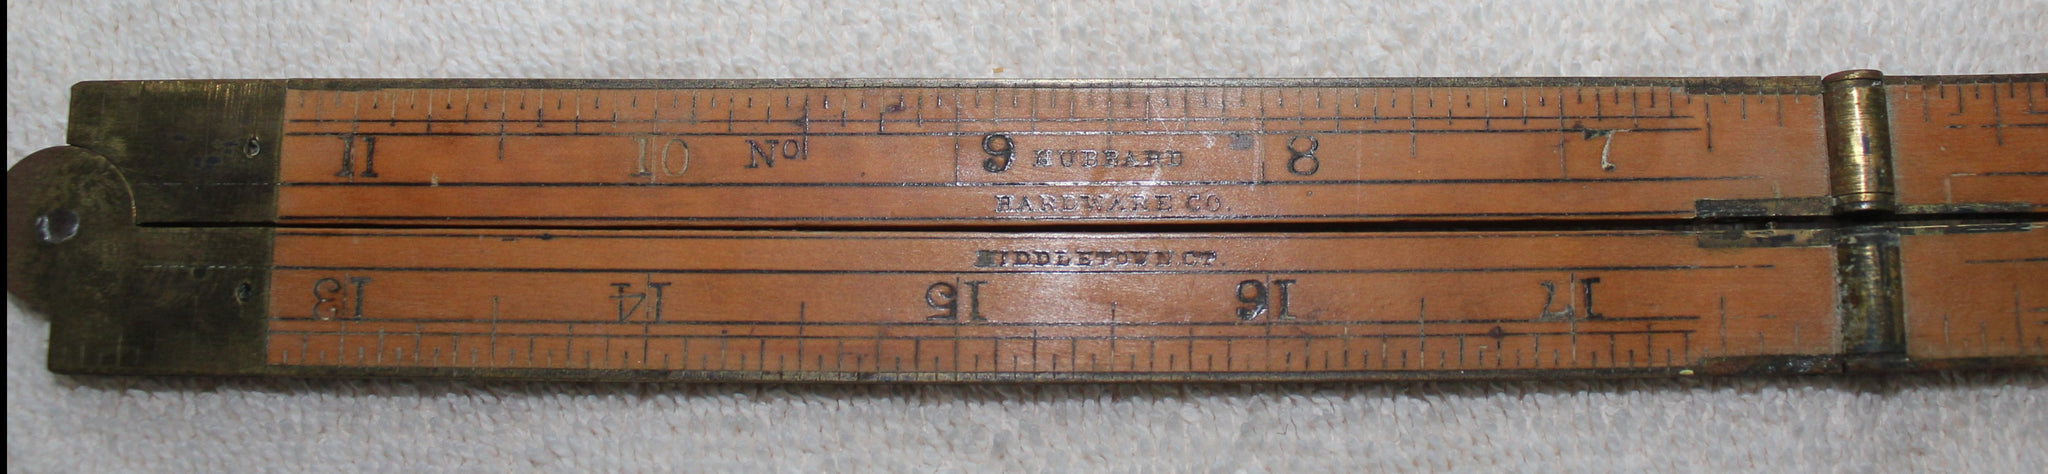 11 10 No 9 HUBBARD 8 7
HARDWARE CO.
MIDDLETOWN CT.
13 14 15 16 17